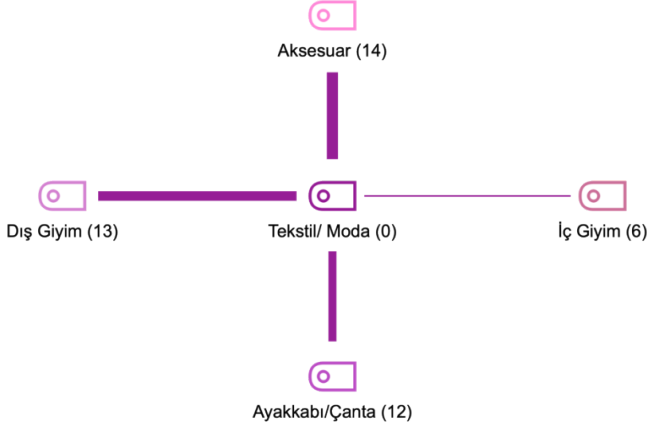 Aksesuar (14)
Dış Giyim (13)
Tekstil/ Moda (0)
İç Giyim (6)
Ayakkabı/Çanta (12)